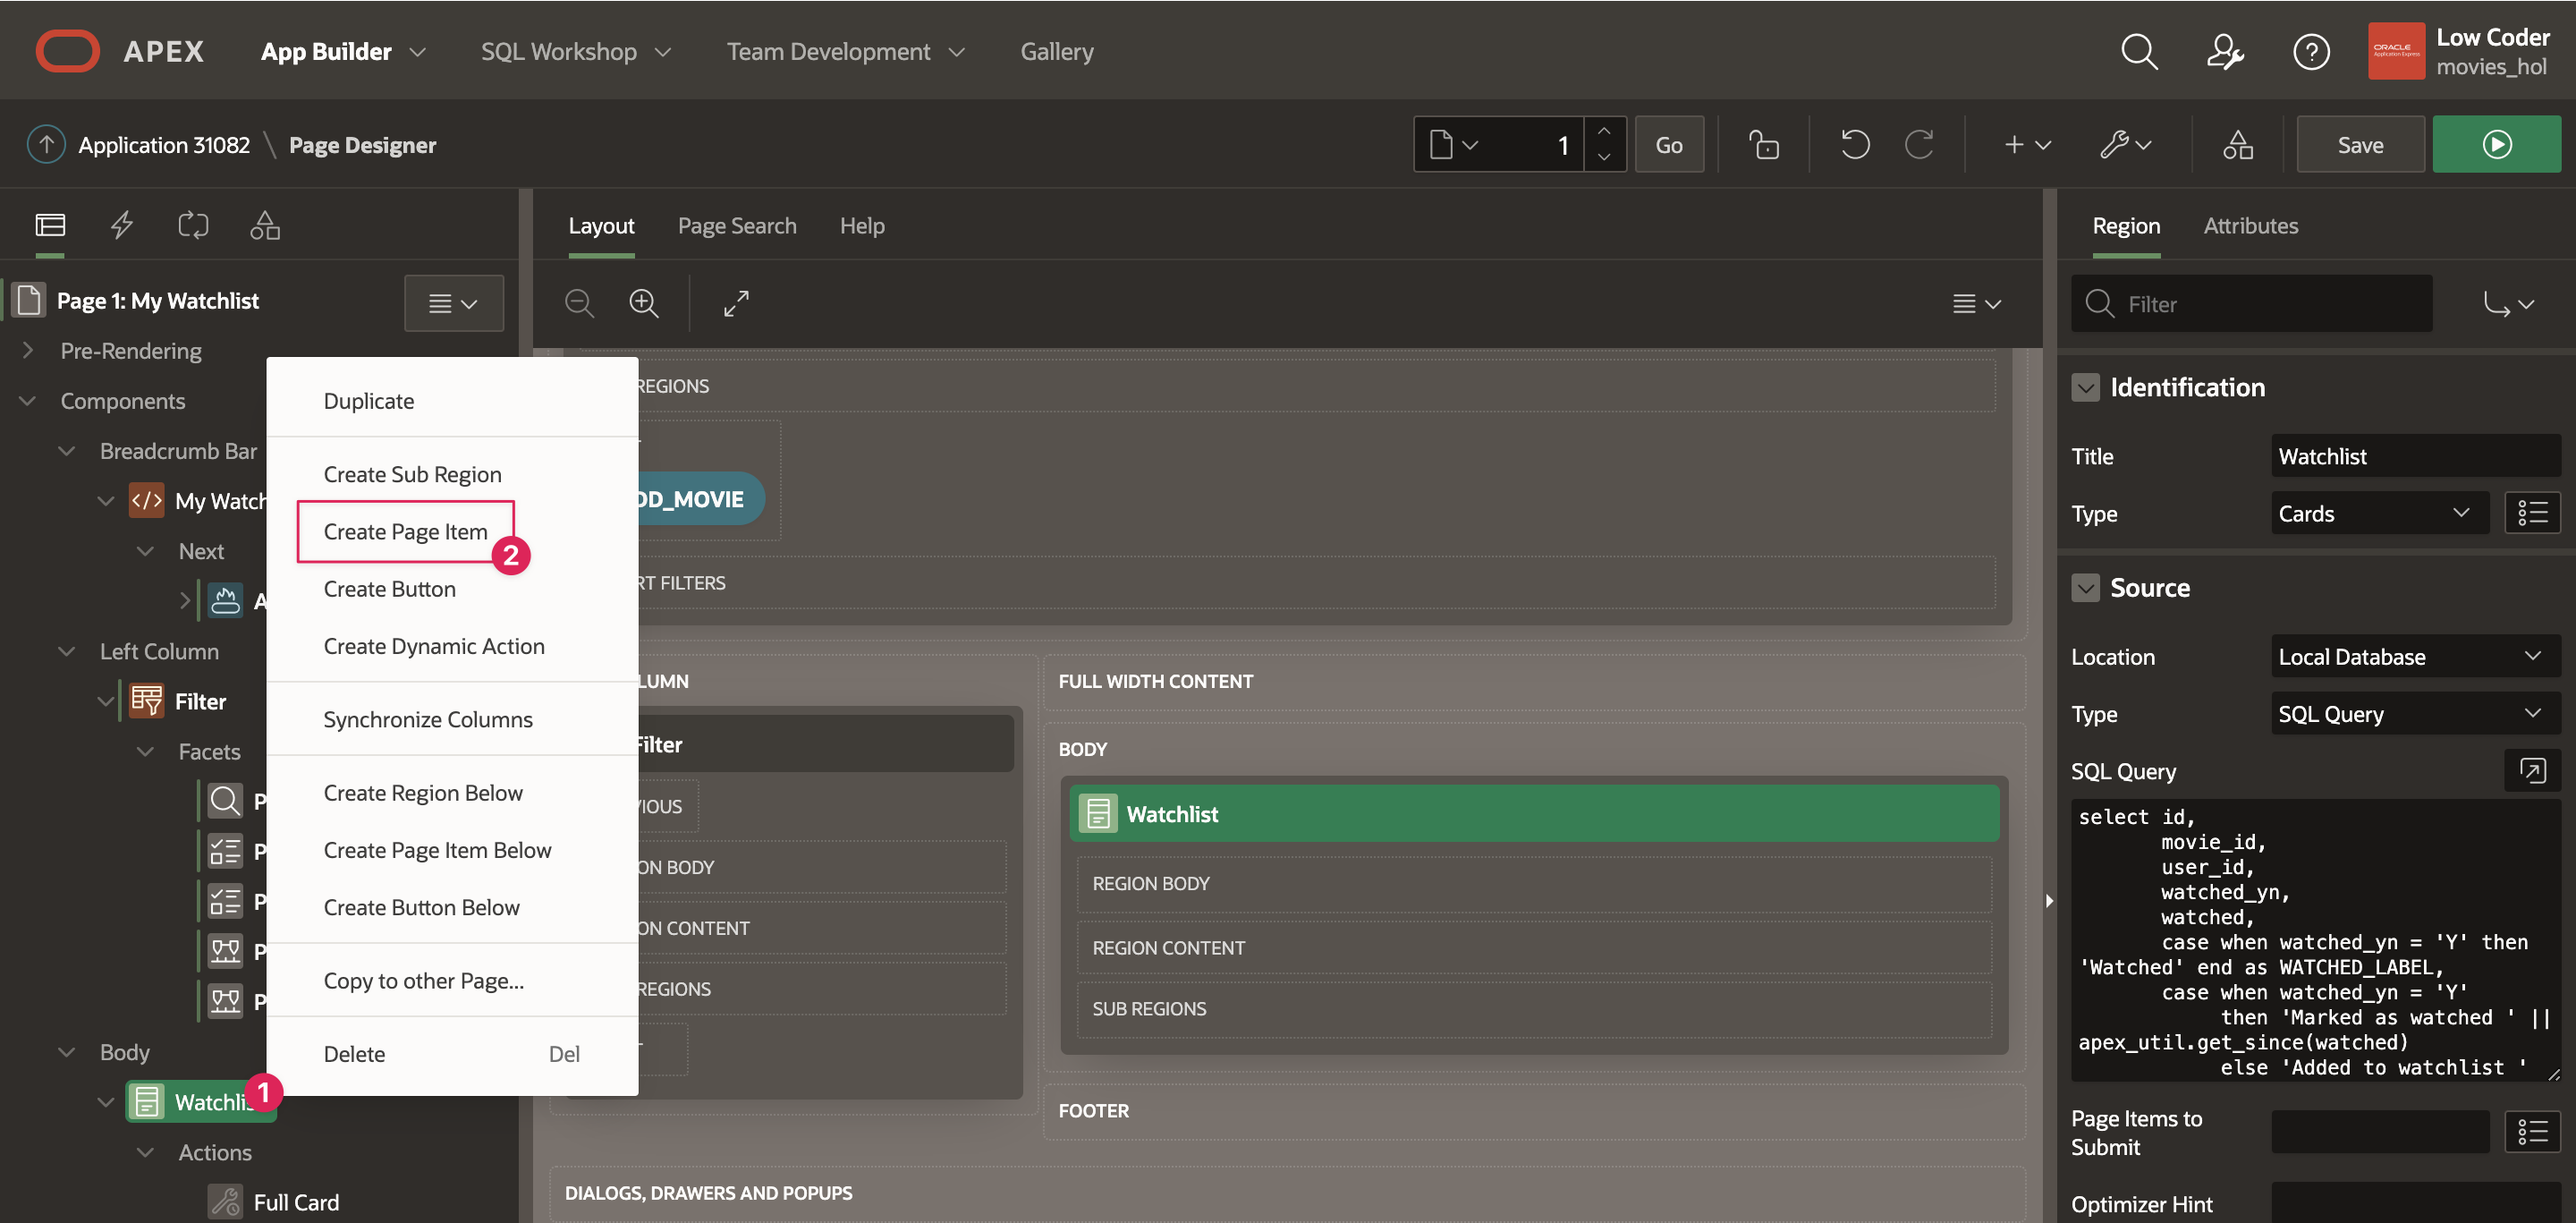 APEX
App Builder
SQL Workshop
Team Development
Gallery
ORACLE
Application Express
Low Coder
movies_hol
Application 31082 \ Page Designer
1
Go
Save
Layout
Page Search
Help
Region
Attributes
Page 1: My Watchlist
Pre-Rendering
Components
Breadcrumb Bar
My Watch
Next
A
Left Column
Filter
Facets
P
P
P
P
P
Body
Watchlis
1
Actions
Full Card
Duplicate
Create Sub Region
Create Page Item
2
Create Button
Create Dynamic Action
Synchronize Columns
Create Region Below
Create Page Item Below
Create Button Below
Copy to other Page...
Delete Del
REGIONS
DD_MOVIE
RT FILTERS
LUMN
Filter
IOUS
ON BODY
ON CONTENT
REGIONS
FULL WIDTH CONTENT
BODY
Watchlist
REGION BODY
REGION CONTENT
SUB REGIONS
FOOTER
DIALOGS, DRAWERS AND POPUPS
Filter
Identification
Title Watchlist
Type Cards
Source
Location Local Database
Type SQL Query
SQL Query
select id,
movie_id,
user_id,
watched_yn,
watched,
case when watched_yn = 'Y' then
'Watched' end as WATCHED_LABEL,
case when watched_yn = 'Y'
then 'Marked as watched ' ||
apex_util.get_since(watched)
else 'Added to watchlist '
Page Items to
Submit
Optimizer Hint